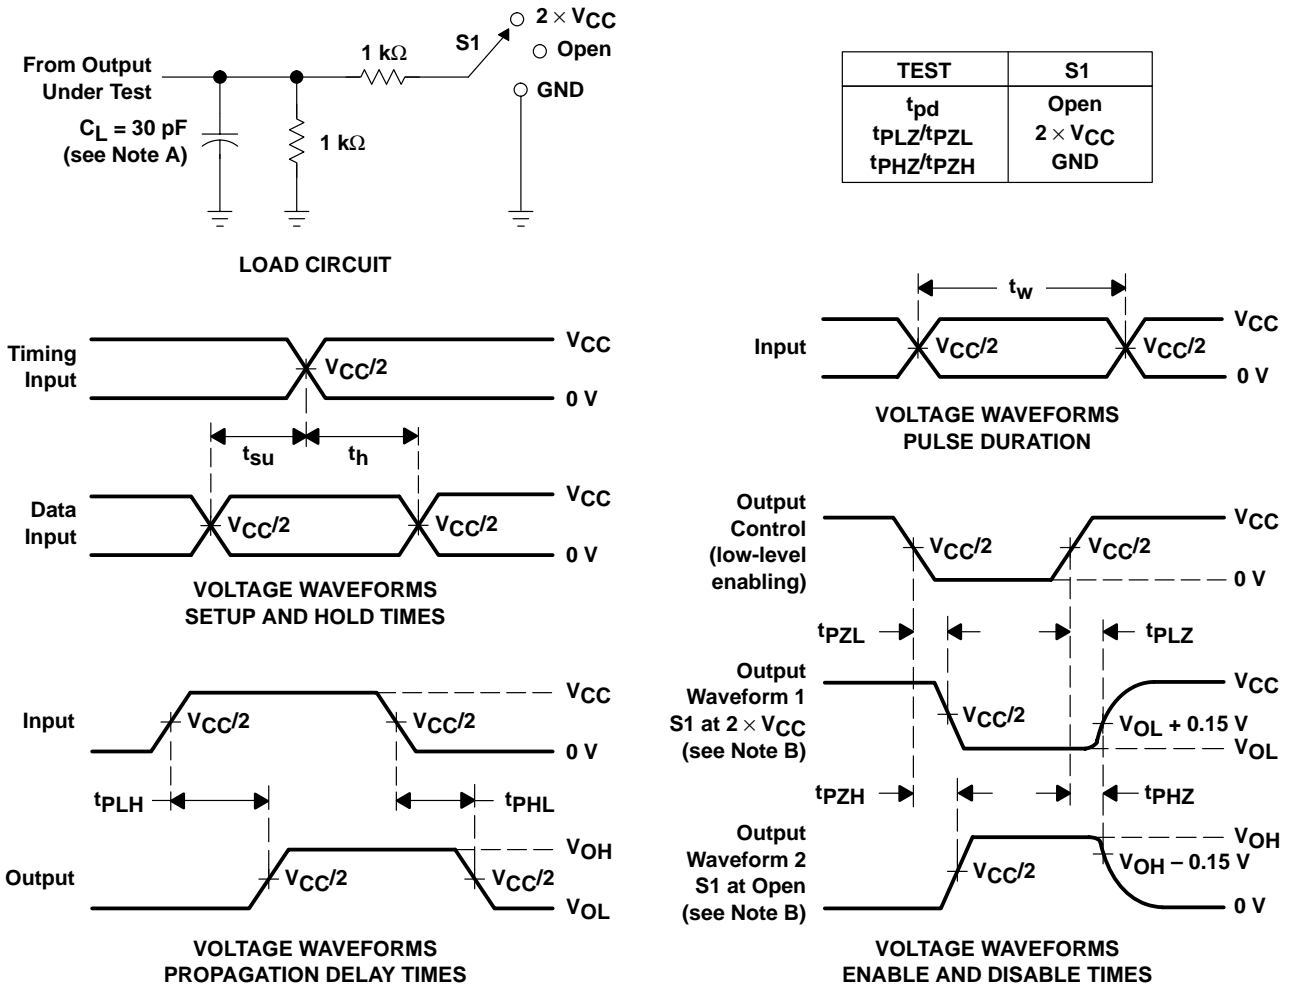 From Output
Under Test
CL = 30 pF
(see Note A)
1 kΩ
1 kΩ
S1
2 × VCC
Open
GND
LOAD CIRCUIT
TEST S1
tpd Open
tPLZ/tPZL 2 × VCC
tPHZ/tPZH GND
Timing
Input
VCC/2
VCC
0 V
tsu
th
Data
Input
VCC/2
VCC/2
VCC
0 V
VOLTAGE WAVEFORMS
SETUP AND HOLD TIMES
tw
Input
VCC/2
VCC/2
VCC
0 V
VOLTAGE WAVEFORMS
PULSE DURATION
Input
VCC/2
VCC/2
VCC
0 V
tPLH
tPHL
Output
VCC/2
VCC/2
VOH
VOL
VOLTAGE WAVEFORMS
PROPAGATION DELAY TIMES
Output
Control
(low-level
enabling)
VCC/2
VCC/2
VCC
0 V
tPZL
tPLZ
Output
Waveform 1
S1 at 2 × VCC
(see Note B)
VCC/2
VCC
VOL + 0.15 V
VOL
tPZH
tPHZ
Output
Waveform 2
S1 at Open
(see Note B)
VCC/2
VOH
VOH − 0.15 V
0 V
VOLTAGE WAVEFORMS
ENABLE AND DISABLE TIMES